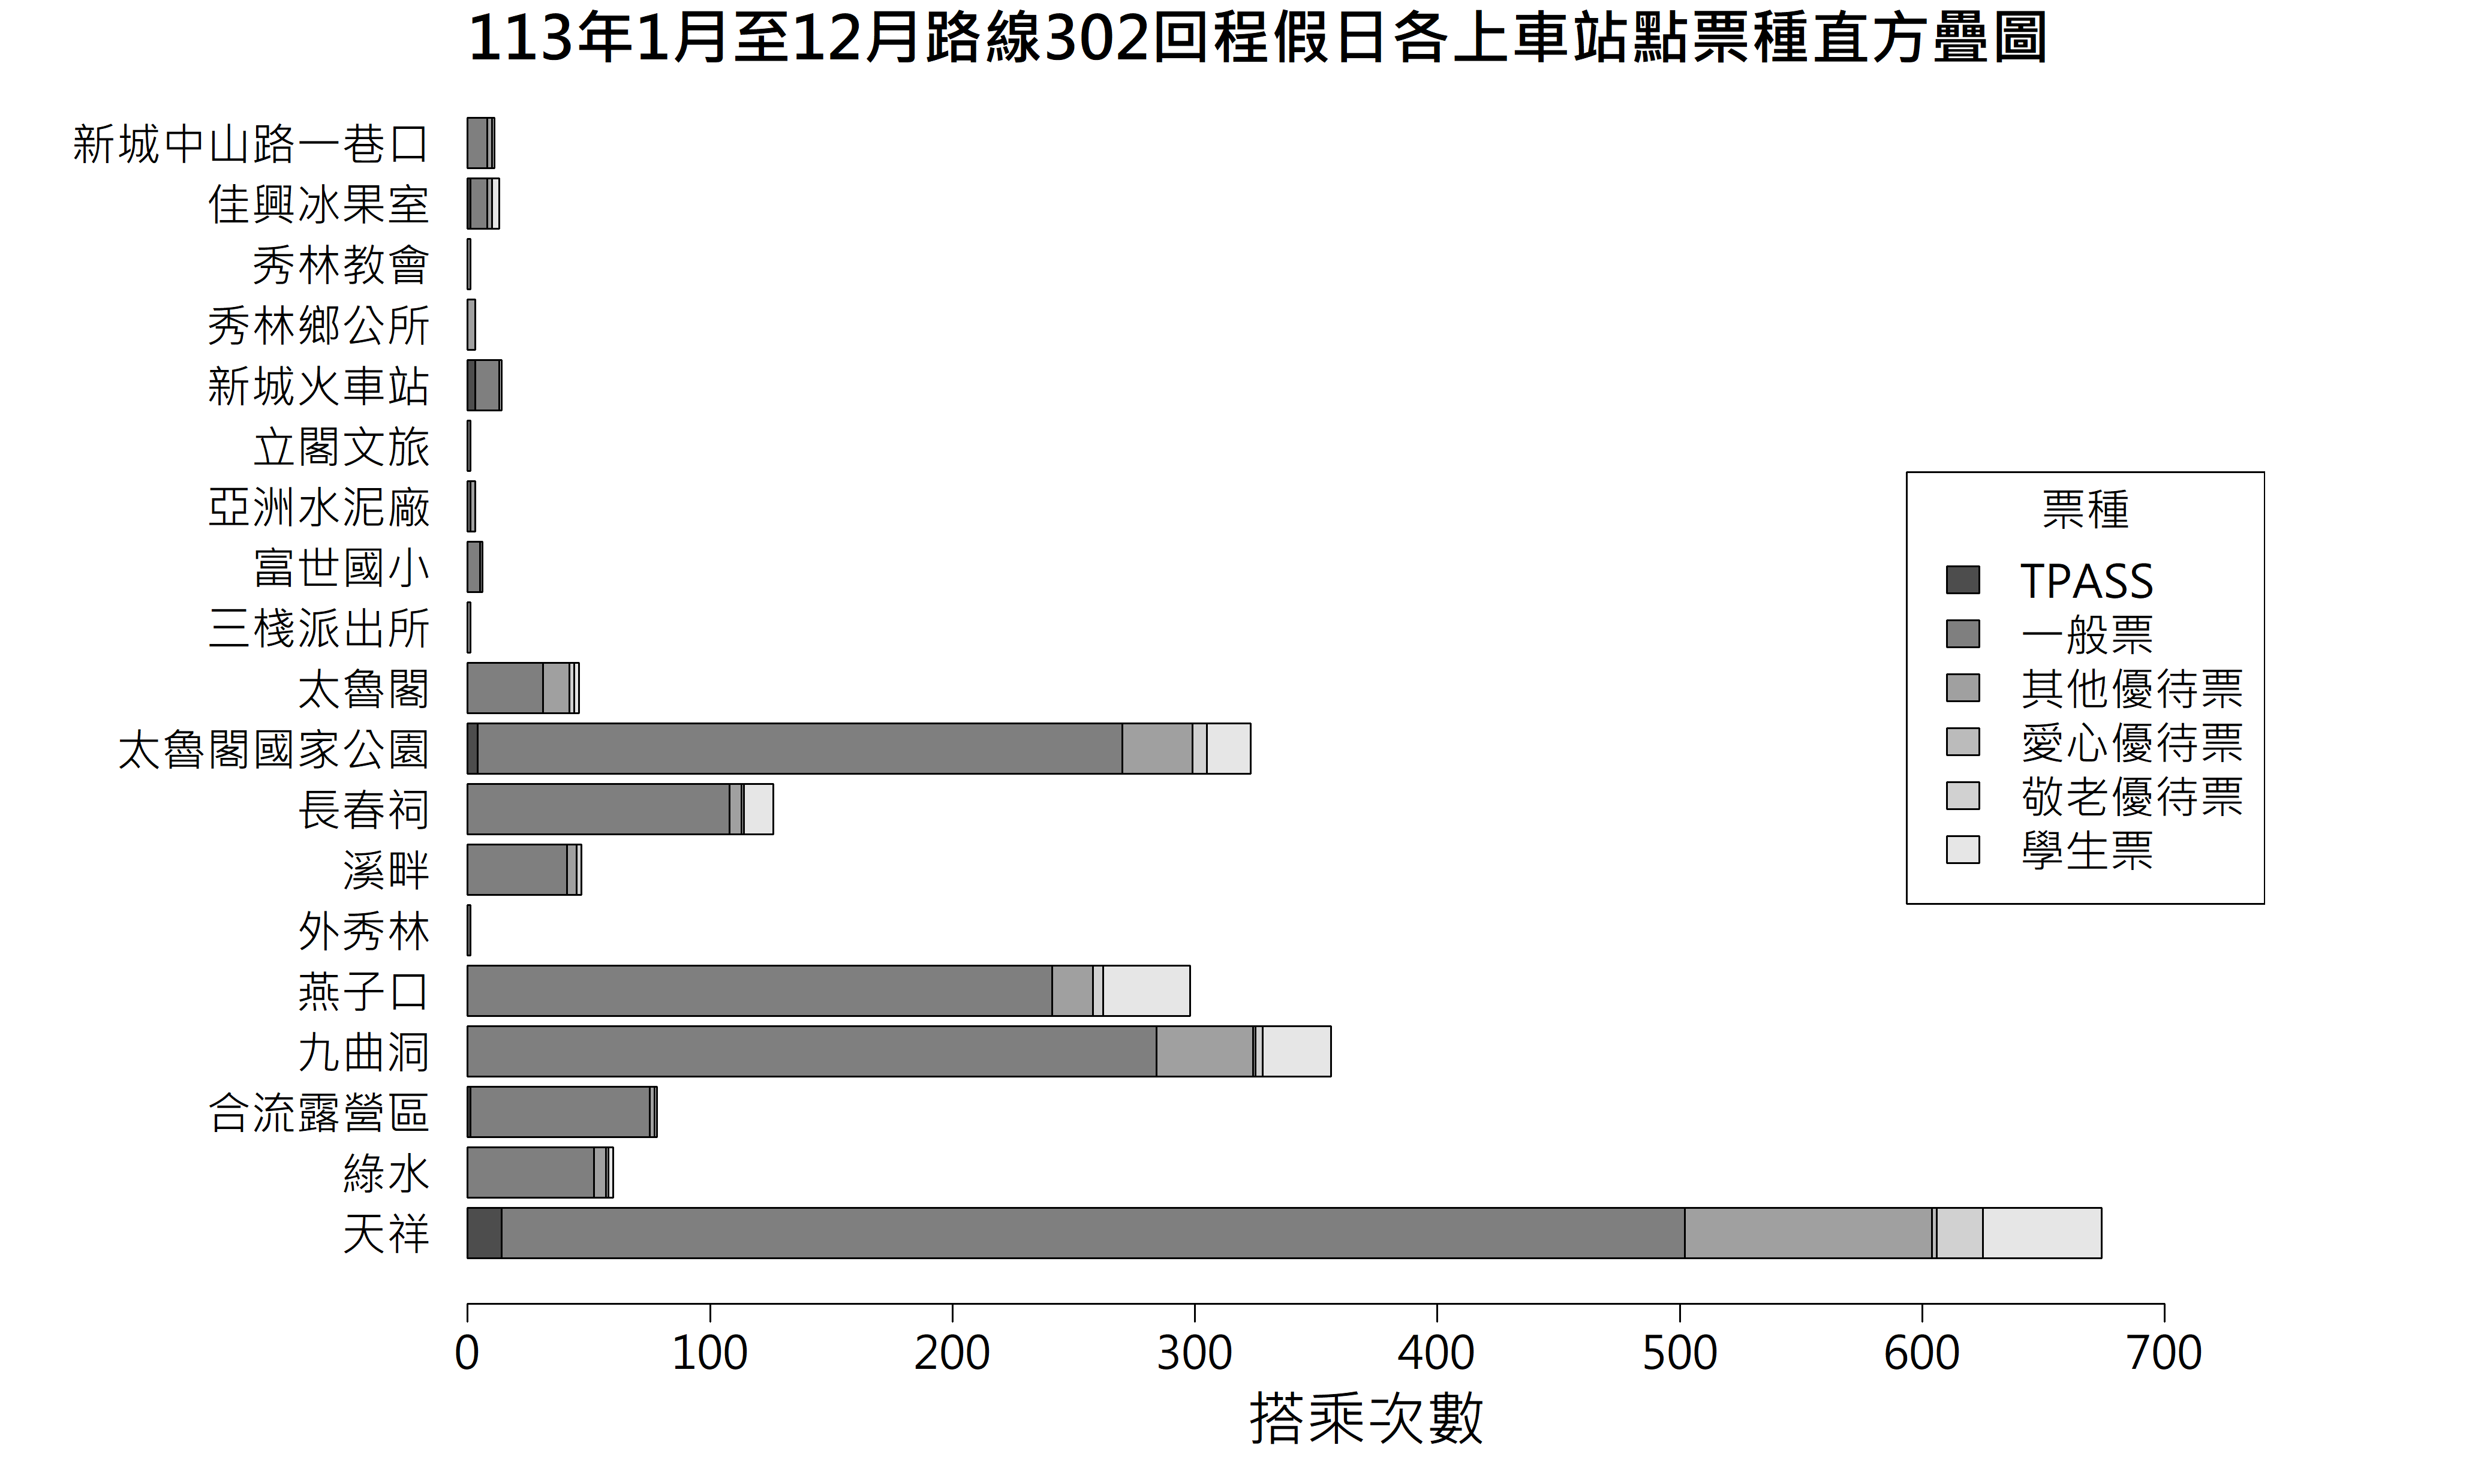 113年1月至12月路線302回程假日各上車站點票種直方疊圖
新城中山路一巷口
佳興冰果室
秀林教會
秀林鄉公所
新城火車站
立閣文旅
亞洲水泥廠
富世國小
三棧派出所
太魯閣
太魯閣國家公園
長春祠
溪畔
外秀林
燕子口
九曲洞
合流露營區
綠水
天祥
票種
TPASS
一般票
其他優待票
愛心優待票
敬老優待票
學生票
0 100 200 300 400 500 600 700
搭乘次數